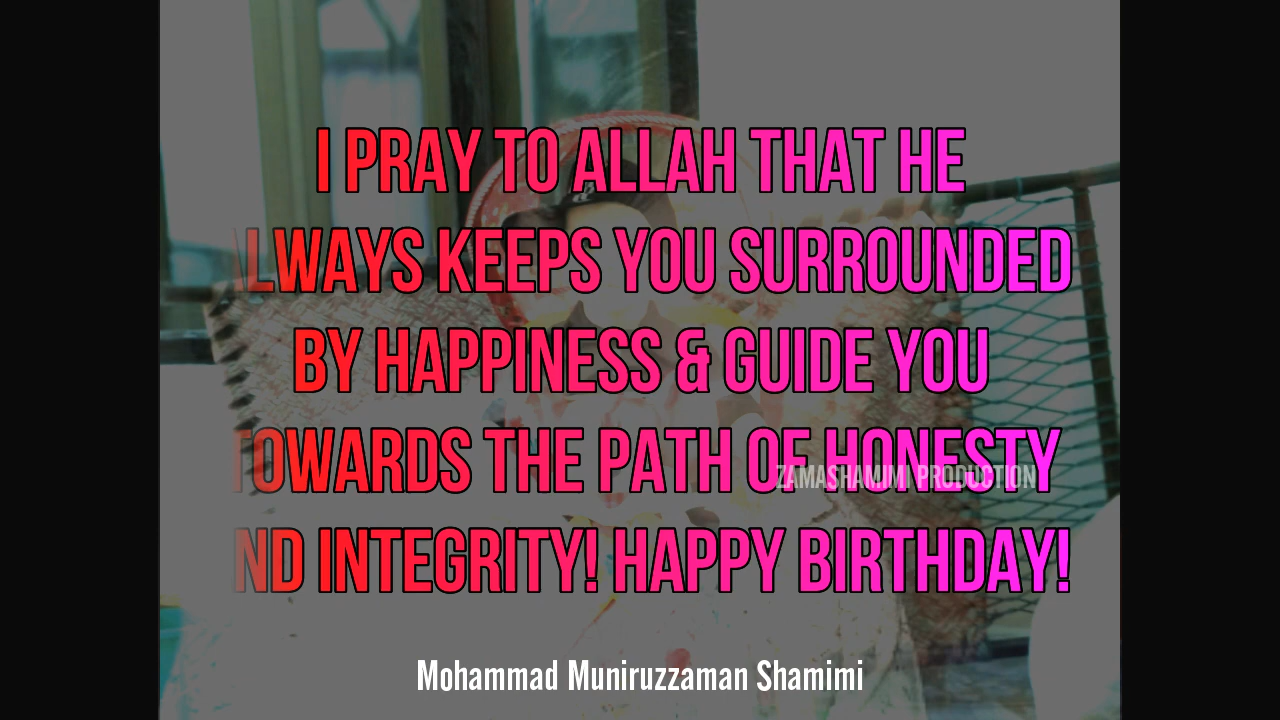 I PRAY TO ALLAH THAT HE
LWAYS KEEPS YOU SURROUNDED
BY HAPPINESS & GUIDE YOU
TOWARDS THE PATH OF HONESTY
ZAMASHAMIMI PRODUCTION
ND INTEGRITY! HAPPY BIRTHDAY!
Mohammad Muniruzzaman Shamimi